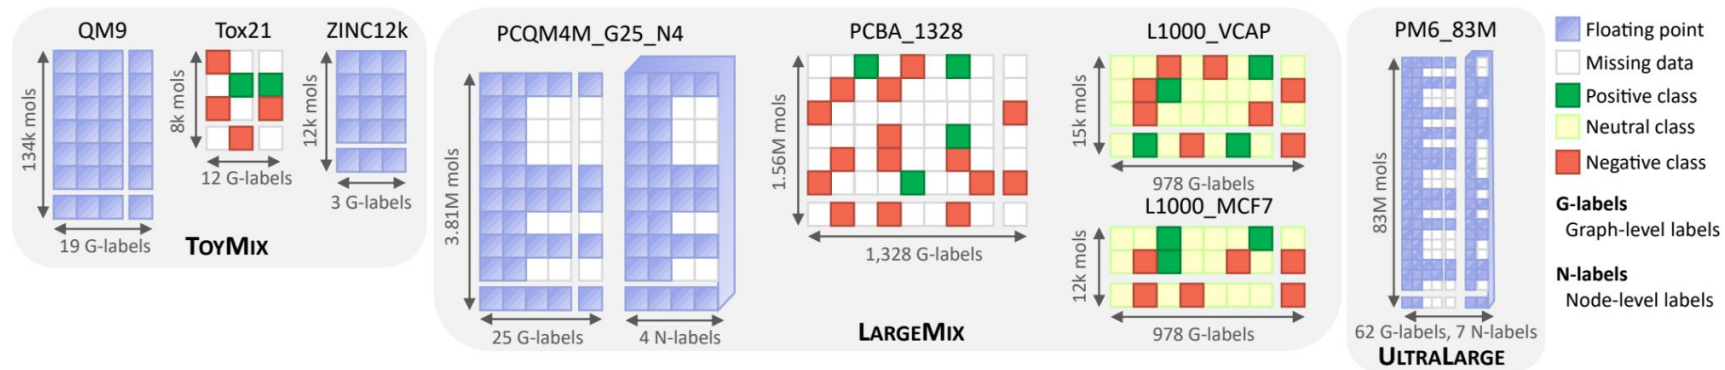 QM9
134k mols
19 G-labels
Tox21
8k mols
12 G-labels
ZINC12k
12k mols
3 G-labels
TOYMIX
PCQM4M_G25_N4
3.81M mols
25 G-labels
4 N-labels
PCBA_1328
1.56M mols
1,328 G-labels
L1000_VCAP
15k mols
978 G-labels
L1000_MCF7
12k mols
978 G-labels
LARGEMIX
PM6_83M
83M mols
62 G-labels, 7 N-labels
ULTRALARGE
Floating point
Missing data
Positive class
Neutral class
Negative class
G-labels
Graph-level labels
N-labels
Node-level labels